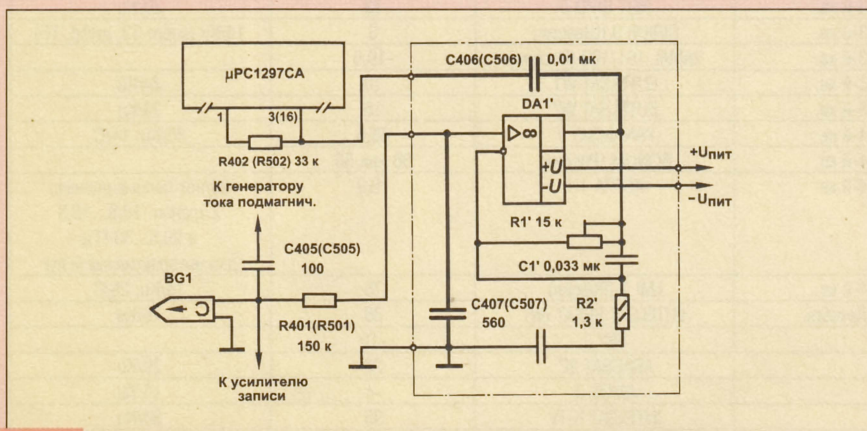 µPC1297CA
1
3(16)
R402 (R502) 33 к
К генератору
тока подмагнич.
C405(C505)
100
BG1
R401(R501)
150 к
К усилителю
записи
C406(C506)
0,01 мк
DA1'
▷∞
+U
−U
+Uпит
−Uпит
R1' 15 к
C1' 0,033 мк
C407(C507)
560
R2'
1,3 к